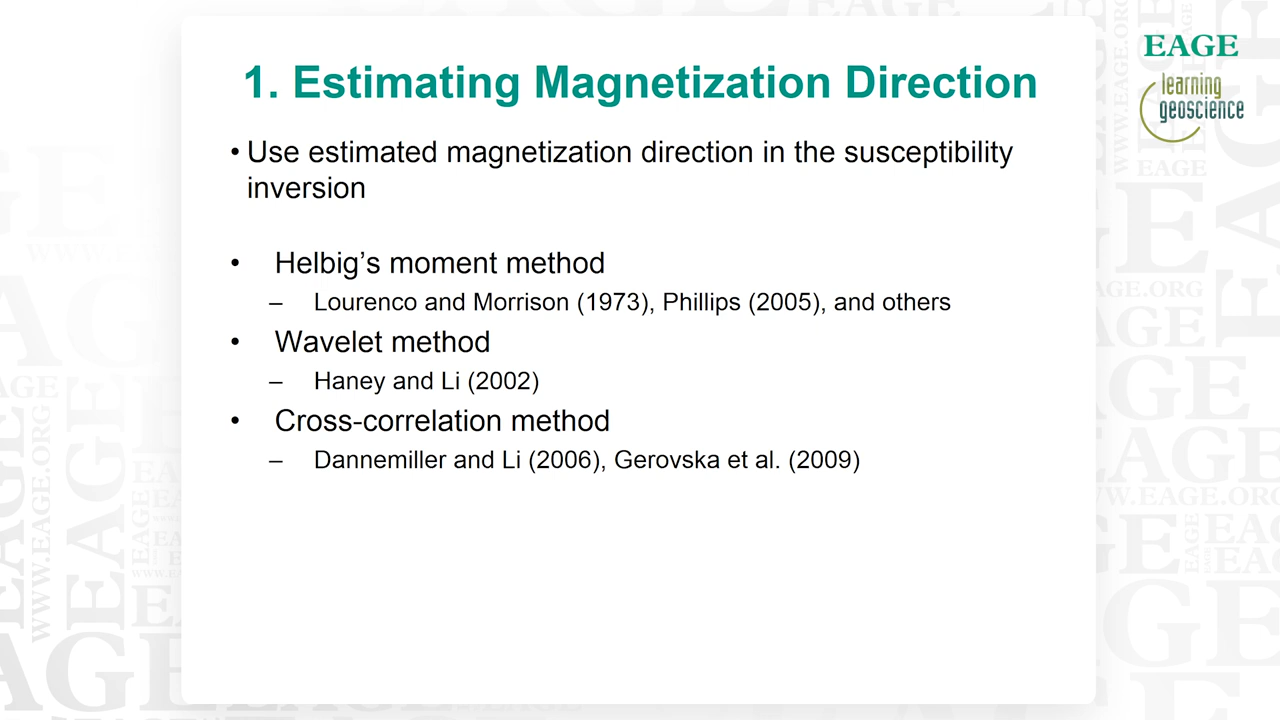 EAGE
learning
geoscience
1. Estimating Magnetization Direction
• Use estimated magnetization direction in the susceptibility
inversion
• Helbig’s moment method
– Lourenco and Morrison (1973), Phillips (2005), and others
• Wavelet method
– Haney and Li (2002)
• Cross-correlation method
– Dannemiller and Li (2006), Gerovska et al. (2009)